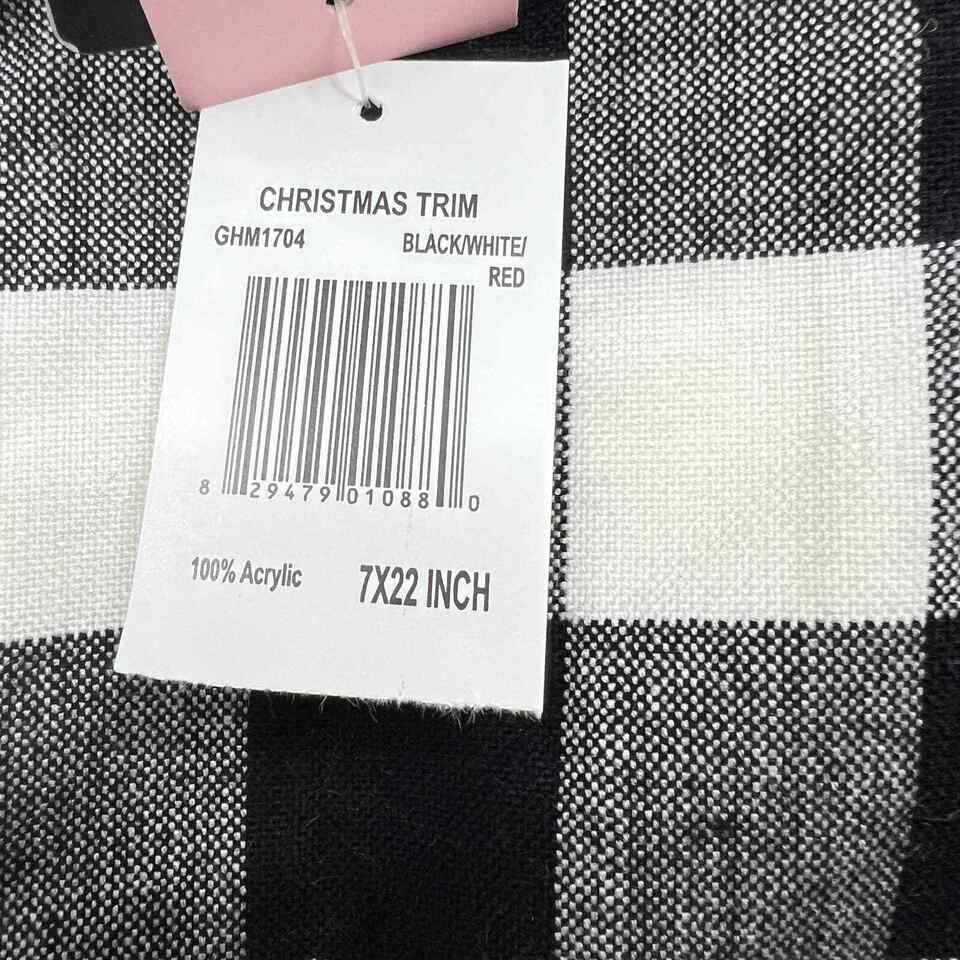 CHRISTMAS TRIM
GHM1704 BLACK/WHITE/
RED
8 29479 01088 0
100% Acrylic 7X22 INCH